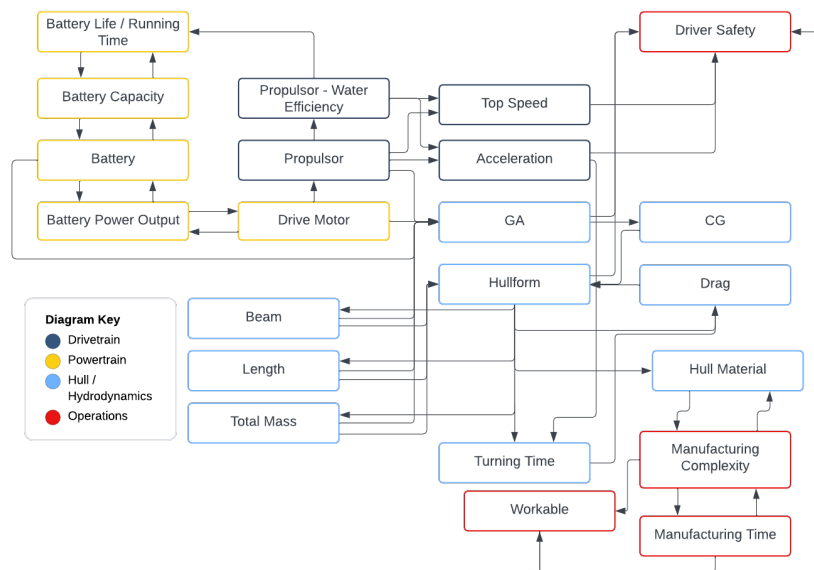 Battery Life / Running
Time
Driver Safety
Battery Capacity
Propulsor - Water
Efficiency
Top Speed
Battery
Propulsor
Acceleration
Battery Power Output
Drive Motor
GA
CG
Hullform
Drag
Beam
Diagram Key
Drivetrain
Powertrain
Hull /
Hydrodynamics
Operations
Length
Hull Material
Total Mass
Turning Time
Manufacturing
Complexity
Workable
Manufacturing Time